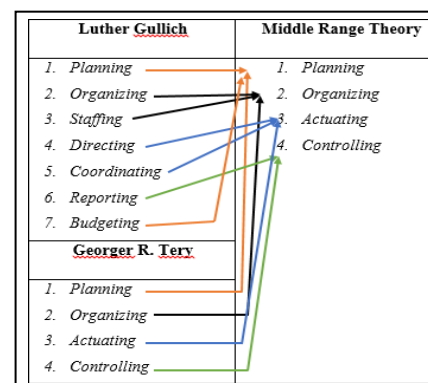 Luther Gullich
1. Planning
2. Organizing
3. Staffing
4. Directing
5. Coordinating
6. Reporting
7. Budgeting
Georger R. Tery
1. Planning
2. Organizing
3. Actuating
4. Controlling
Middle Range Theory
1. Planning
2. Organizing
3. Actuating
4. Controlling